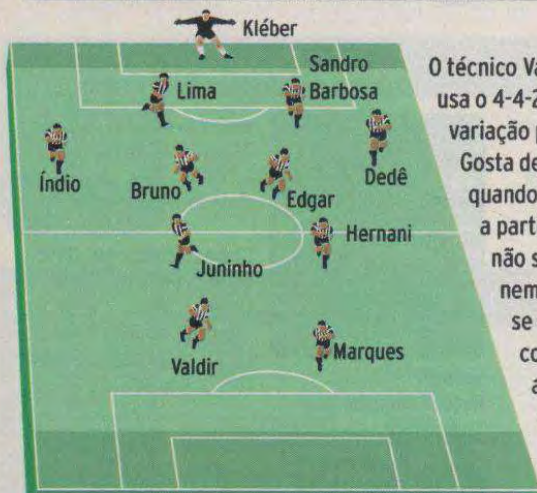 Kléber
Sandro
Barbosa
Lima
Índio
Bruno
Edgar
Dedê
Juninho
Hernani
Valdir
Marques
O técnico
usa o 4-4-2
variação
Gosta de
quando
a part
não s
nem
se
co
a